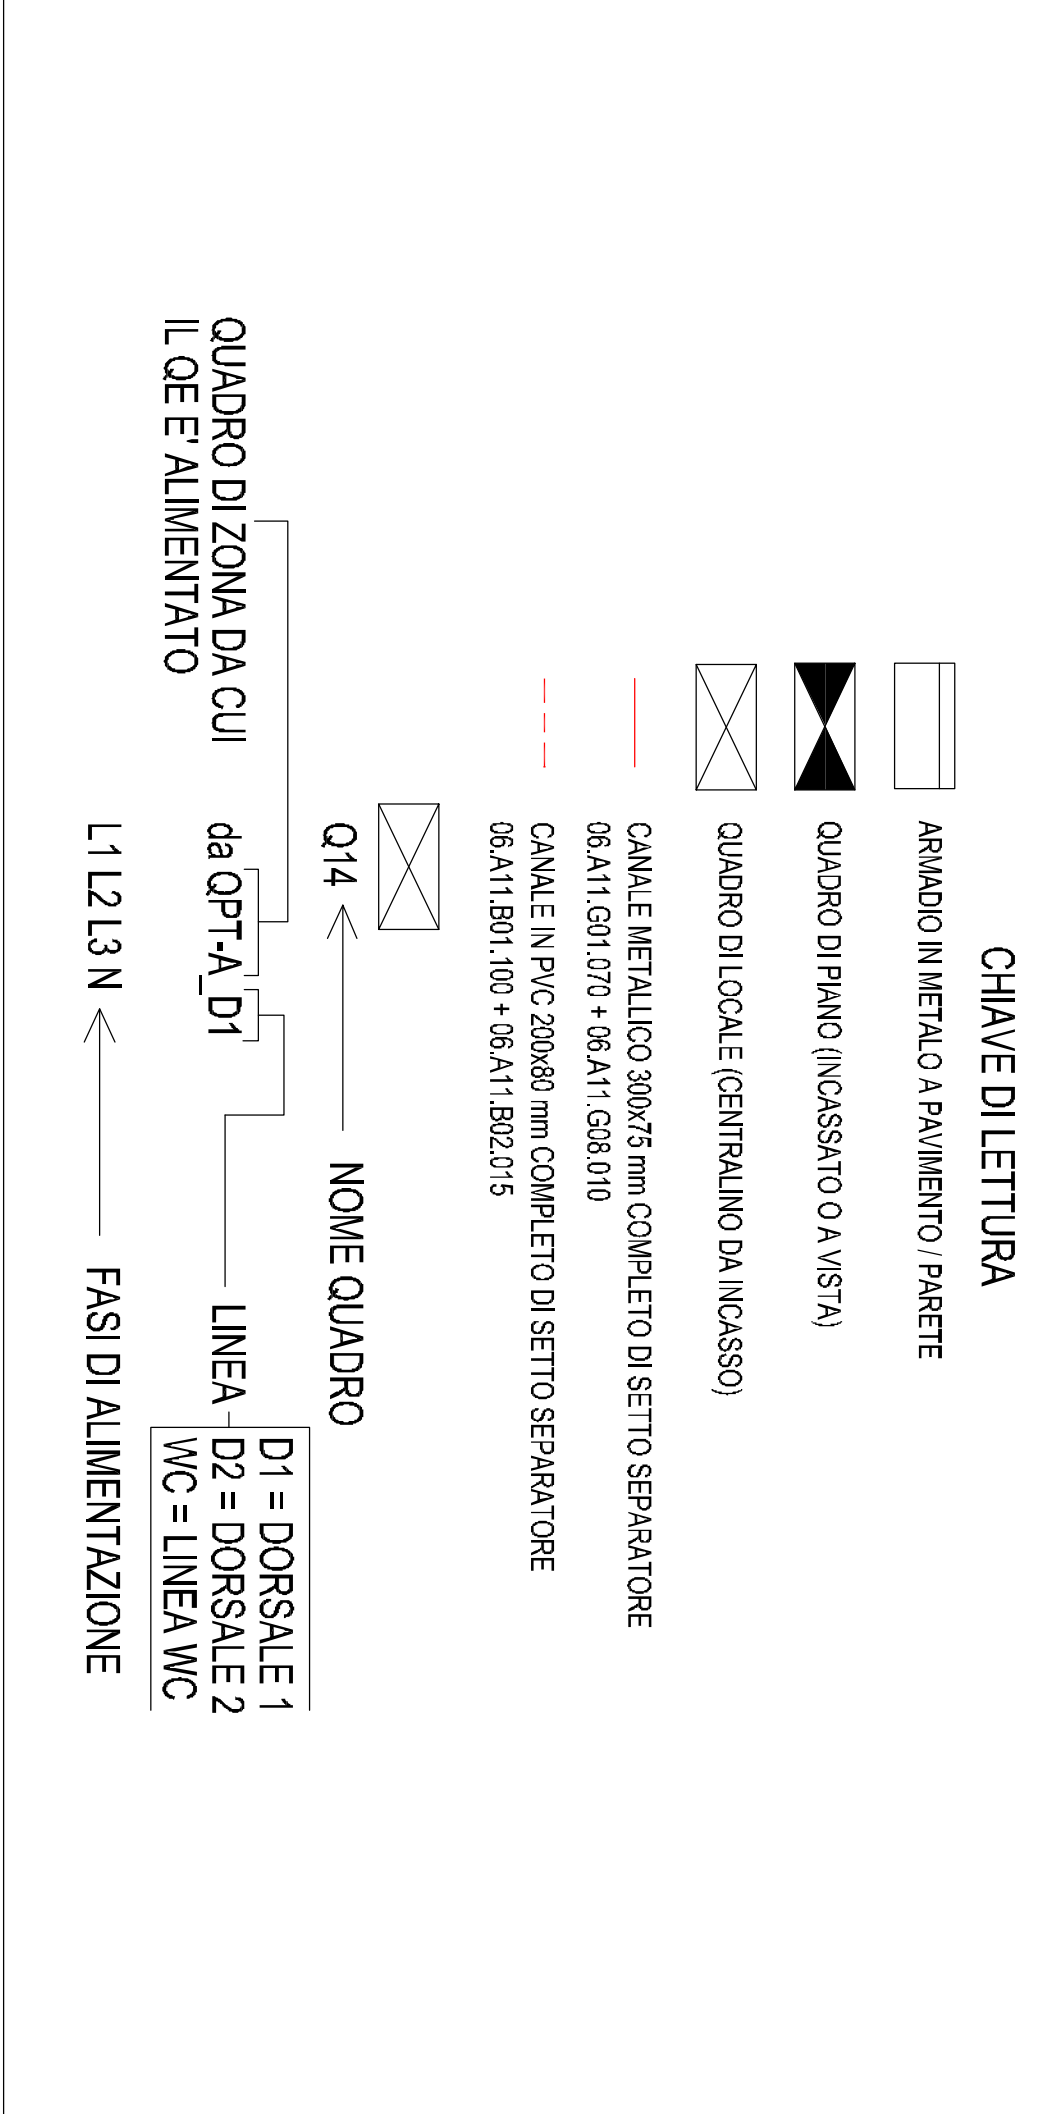 CHIAVE DI LETTURA
ARMADIO IN METALO A PAVIMENTO / PARETE
QUADRO DI PIANO (INCASSATO O A VISTA)
QUADRO DI LOCALE (CENTRALINO DA INCASSO)
CANALE METALLICO 300x75 mm COMPLETO DI SETTO SEPARATORE
06.A11.G01.070 + 06.A11.G08.010
CANALE IN PVC 200x80 mm COMPLETO DI SETTO SEPARATORE
06.A11.B01.100 + 06.A11.B02.015
Q14
NOME QUADRO
QUADRO DI ZONA DA CUI
IL QE E' ALIMENTATO
da QPT-A_D1
LINEA
D1 = DORSALE 1
D2 = DORSALE 2
WC = LINEA WC
L1 L2 L3 N
FASI DI ALIMENTAZIONE